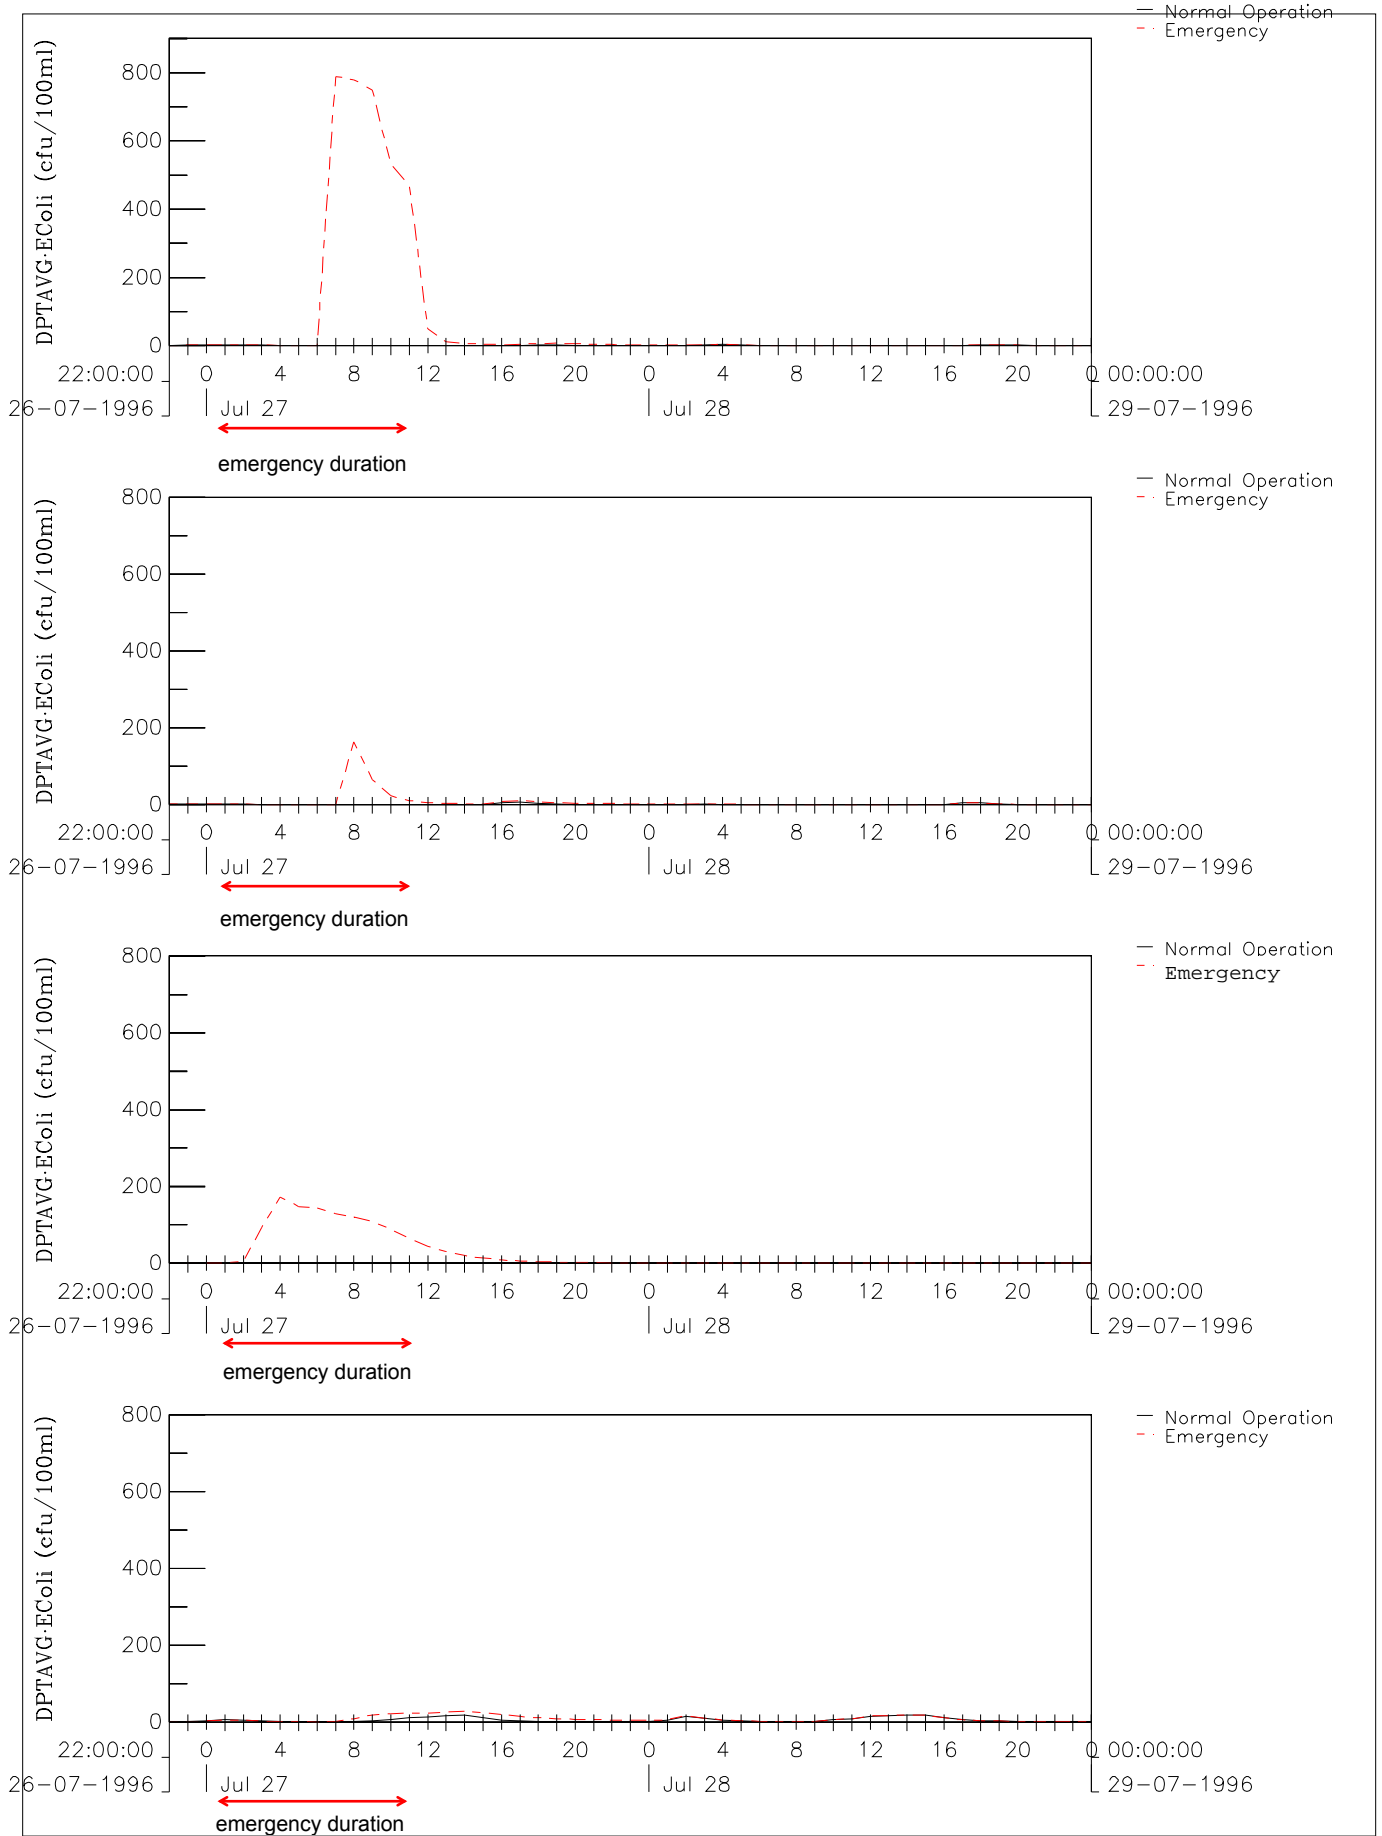 Normal Operation
Emergency
DPTAVG·EColi (cfu/100ml)
800
600
400
200
0
22:00:00 0 4 8 12 16 20 0 4 8 12 16 20 0 00:00:00
26-07-1996 Jul 27 Jul 28 29-07-1996
emergency duration
Normal Operation
Emergency
DPTAVG·EColi (cfu/100ml)
800
600
400
200
0
22:00:00 0 4 8 12 16 20 0 4 8 12 16 20 0 00:00:00
26-07-1996 Jul 27 Jul 28 29-07-1996
emergency duration
Normal Operation
Emergency
DPTAVG·EColi (cfu/100ml)
800
600
400
200
0
22:00:00 0 4 8 12 16 20 0 4 8 12 16 20 0 00:00:00
26-07-1996 Jul 27 Jul 28 29-07-1996
emergency duration
Normal Operation
Emergency
DPTAVG·EColi (cfu/100ml)
800
600
400
200
0
22:00:00 0 4 8 12 16 20 0 4 8 12 16 20 0 00:00:00
26-07-1996 Jul 27 Jul 28 29-07-1996
emergency duration